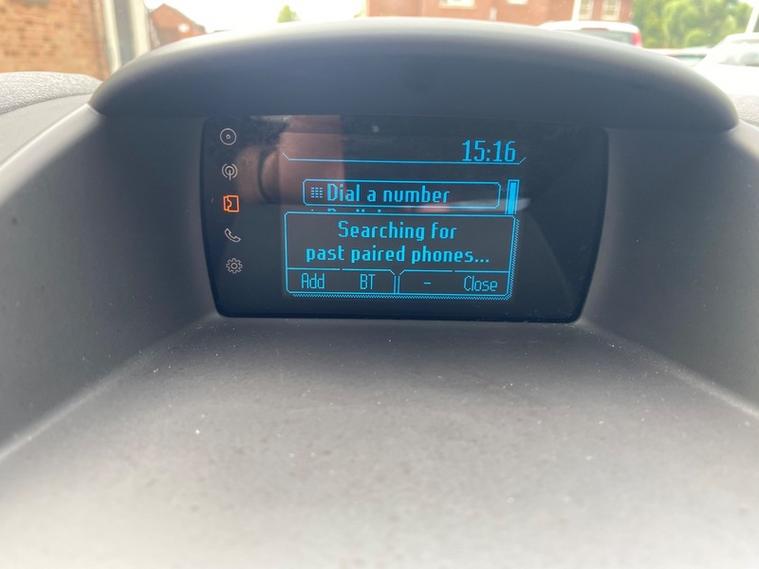 15:16
Dial a number
Searching for
past paired phones...
Add BT - Close